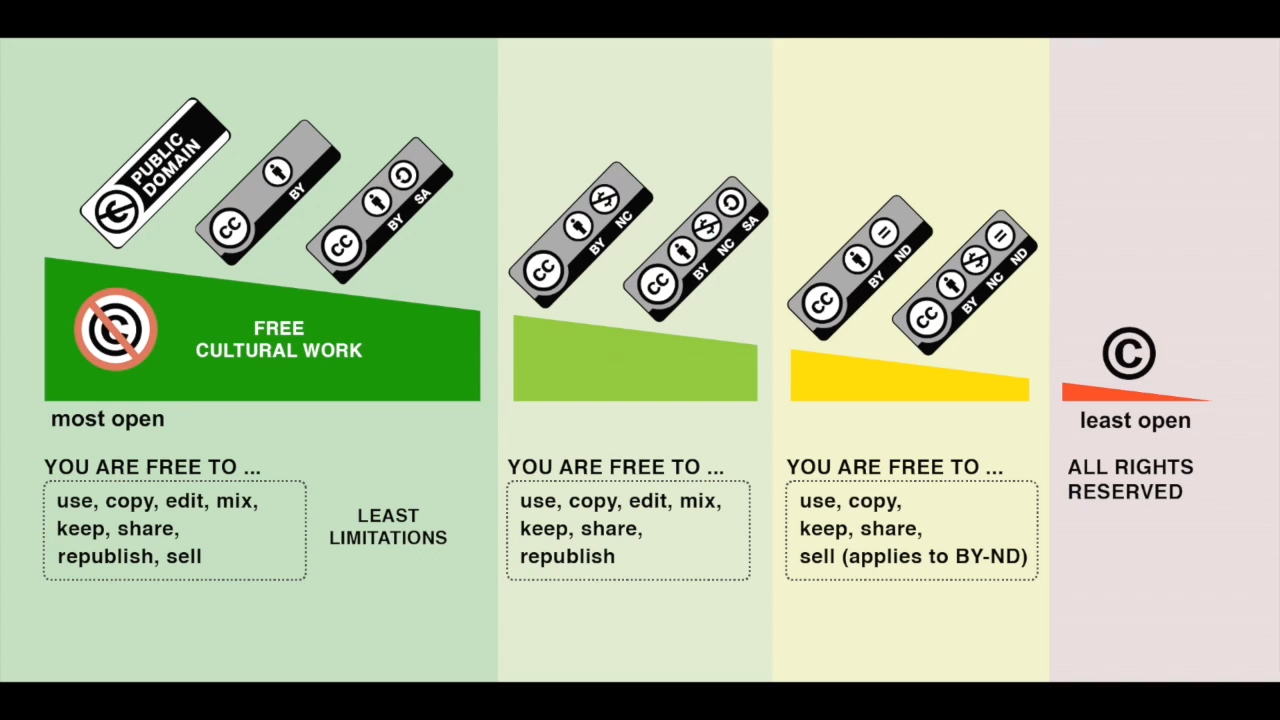 PUBLIC
DOMAIN
CC
BY
CC
BY SA
CC
BY NC
CC
BY NC SA
CC
BY ND
CC
BY NC ND
C
C
FREE
CULTURAL WORK
most open
least open
YOU ARE FREE TO ...
use, copy, edit, mix,
keep, share,
republish, sell
LEAST
LIMITATIONS
YOU ARE FREE TO ...
use, copy, edit, mix,
keep, share,
republish
YOU ARE FREE TO ...
use, copy,
keep, share,
sell (applies to BY-ND)
ALL RIGHTS
RESERVED